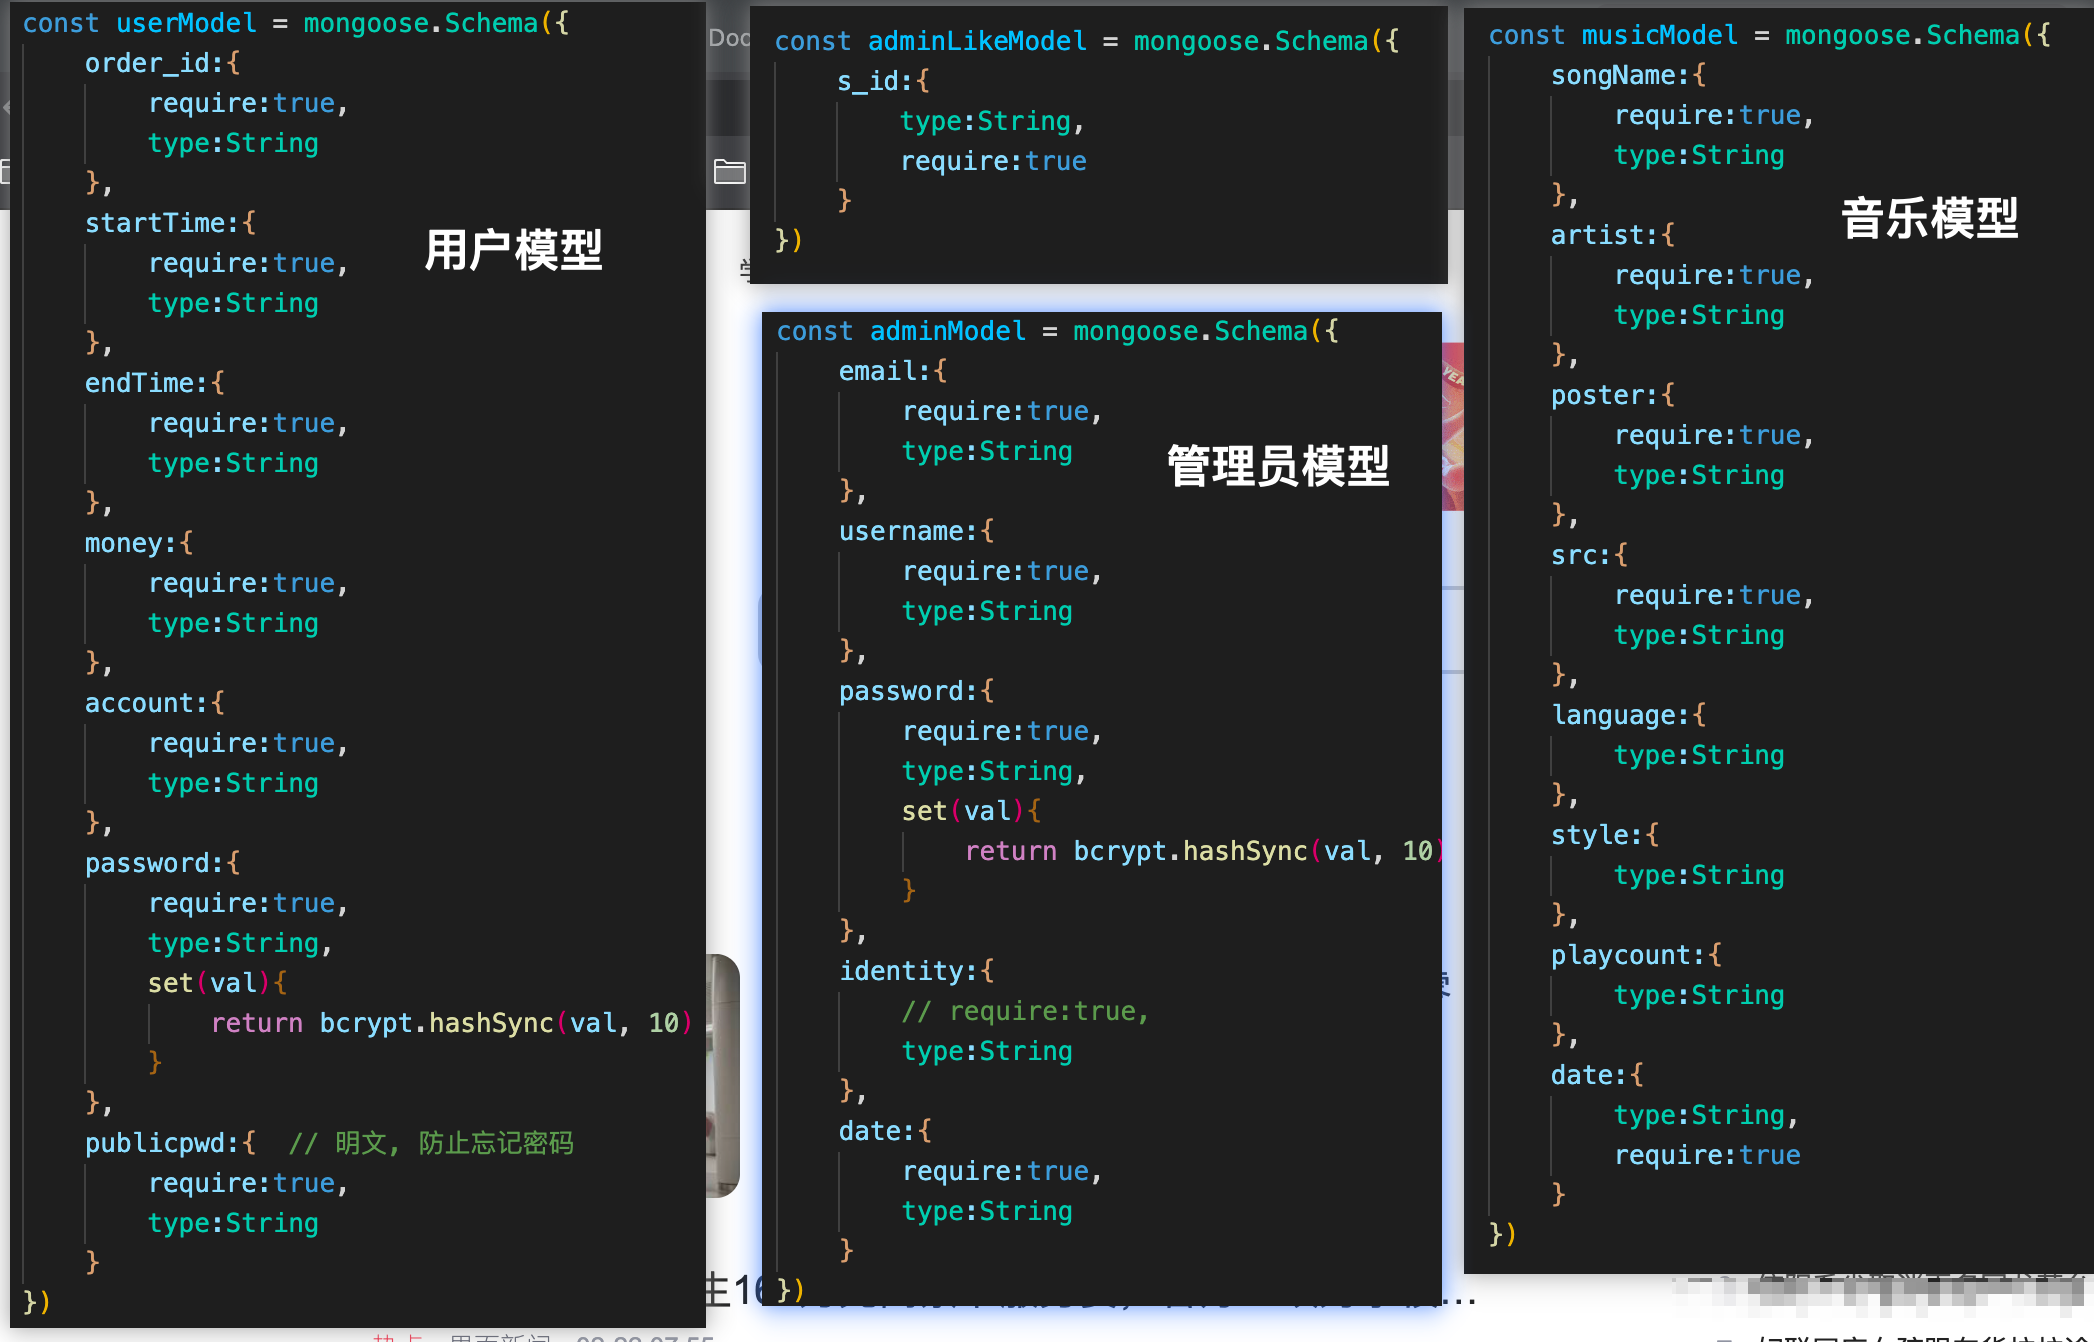 const userModel = mongoose.Schema({
order_id:{
require:true,
type:String
},
startTime:{
require:true,
type:String
},
endTime:{
require:true,
type:String
},
money:{
require:true,
type:String
},
account:{
require:true,
type:String
},
password:{
require:true,
type:String,
set(val){
return bcrypt.hashSync(val, 10)
}
},
publicpwd:{  // 明文, 防止忘记密码
require:true,
type:String
}
})
用户模型
const adminLikeModel = mongoose.Schema({
s_id:{
type:String,
require:true
}
})
const adminModel = mongoose.Schema({
email:{
require:true,
type:String
},
username:{
require:true,
type:String
},
password:{
require:true,
type:String,
set(val){
return bcrypt.hashSync(val, 10)
}
},
identity:{
// require:true,
type:String
},
date:{
require:true,
type:String
}
})
管理员模型
const musicModel = mongoose.Schema({
songName:{
require:true,
type:String
},
artist:{
require:true,
type:String
},
poster:{
require:true,
type:String
},
src:{
require:true,
type:String
},
language:{
type:String
},
style:{
type:String
},
playcount:{
type:String
},
date:{
type:String,
require:true
}
})
音乐模型